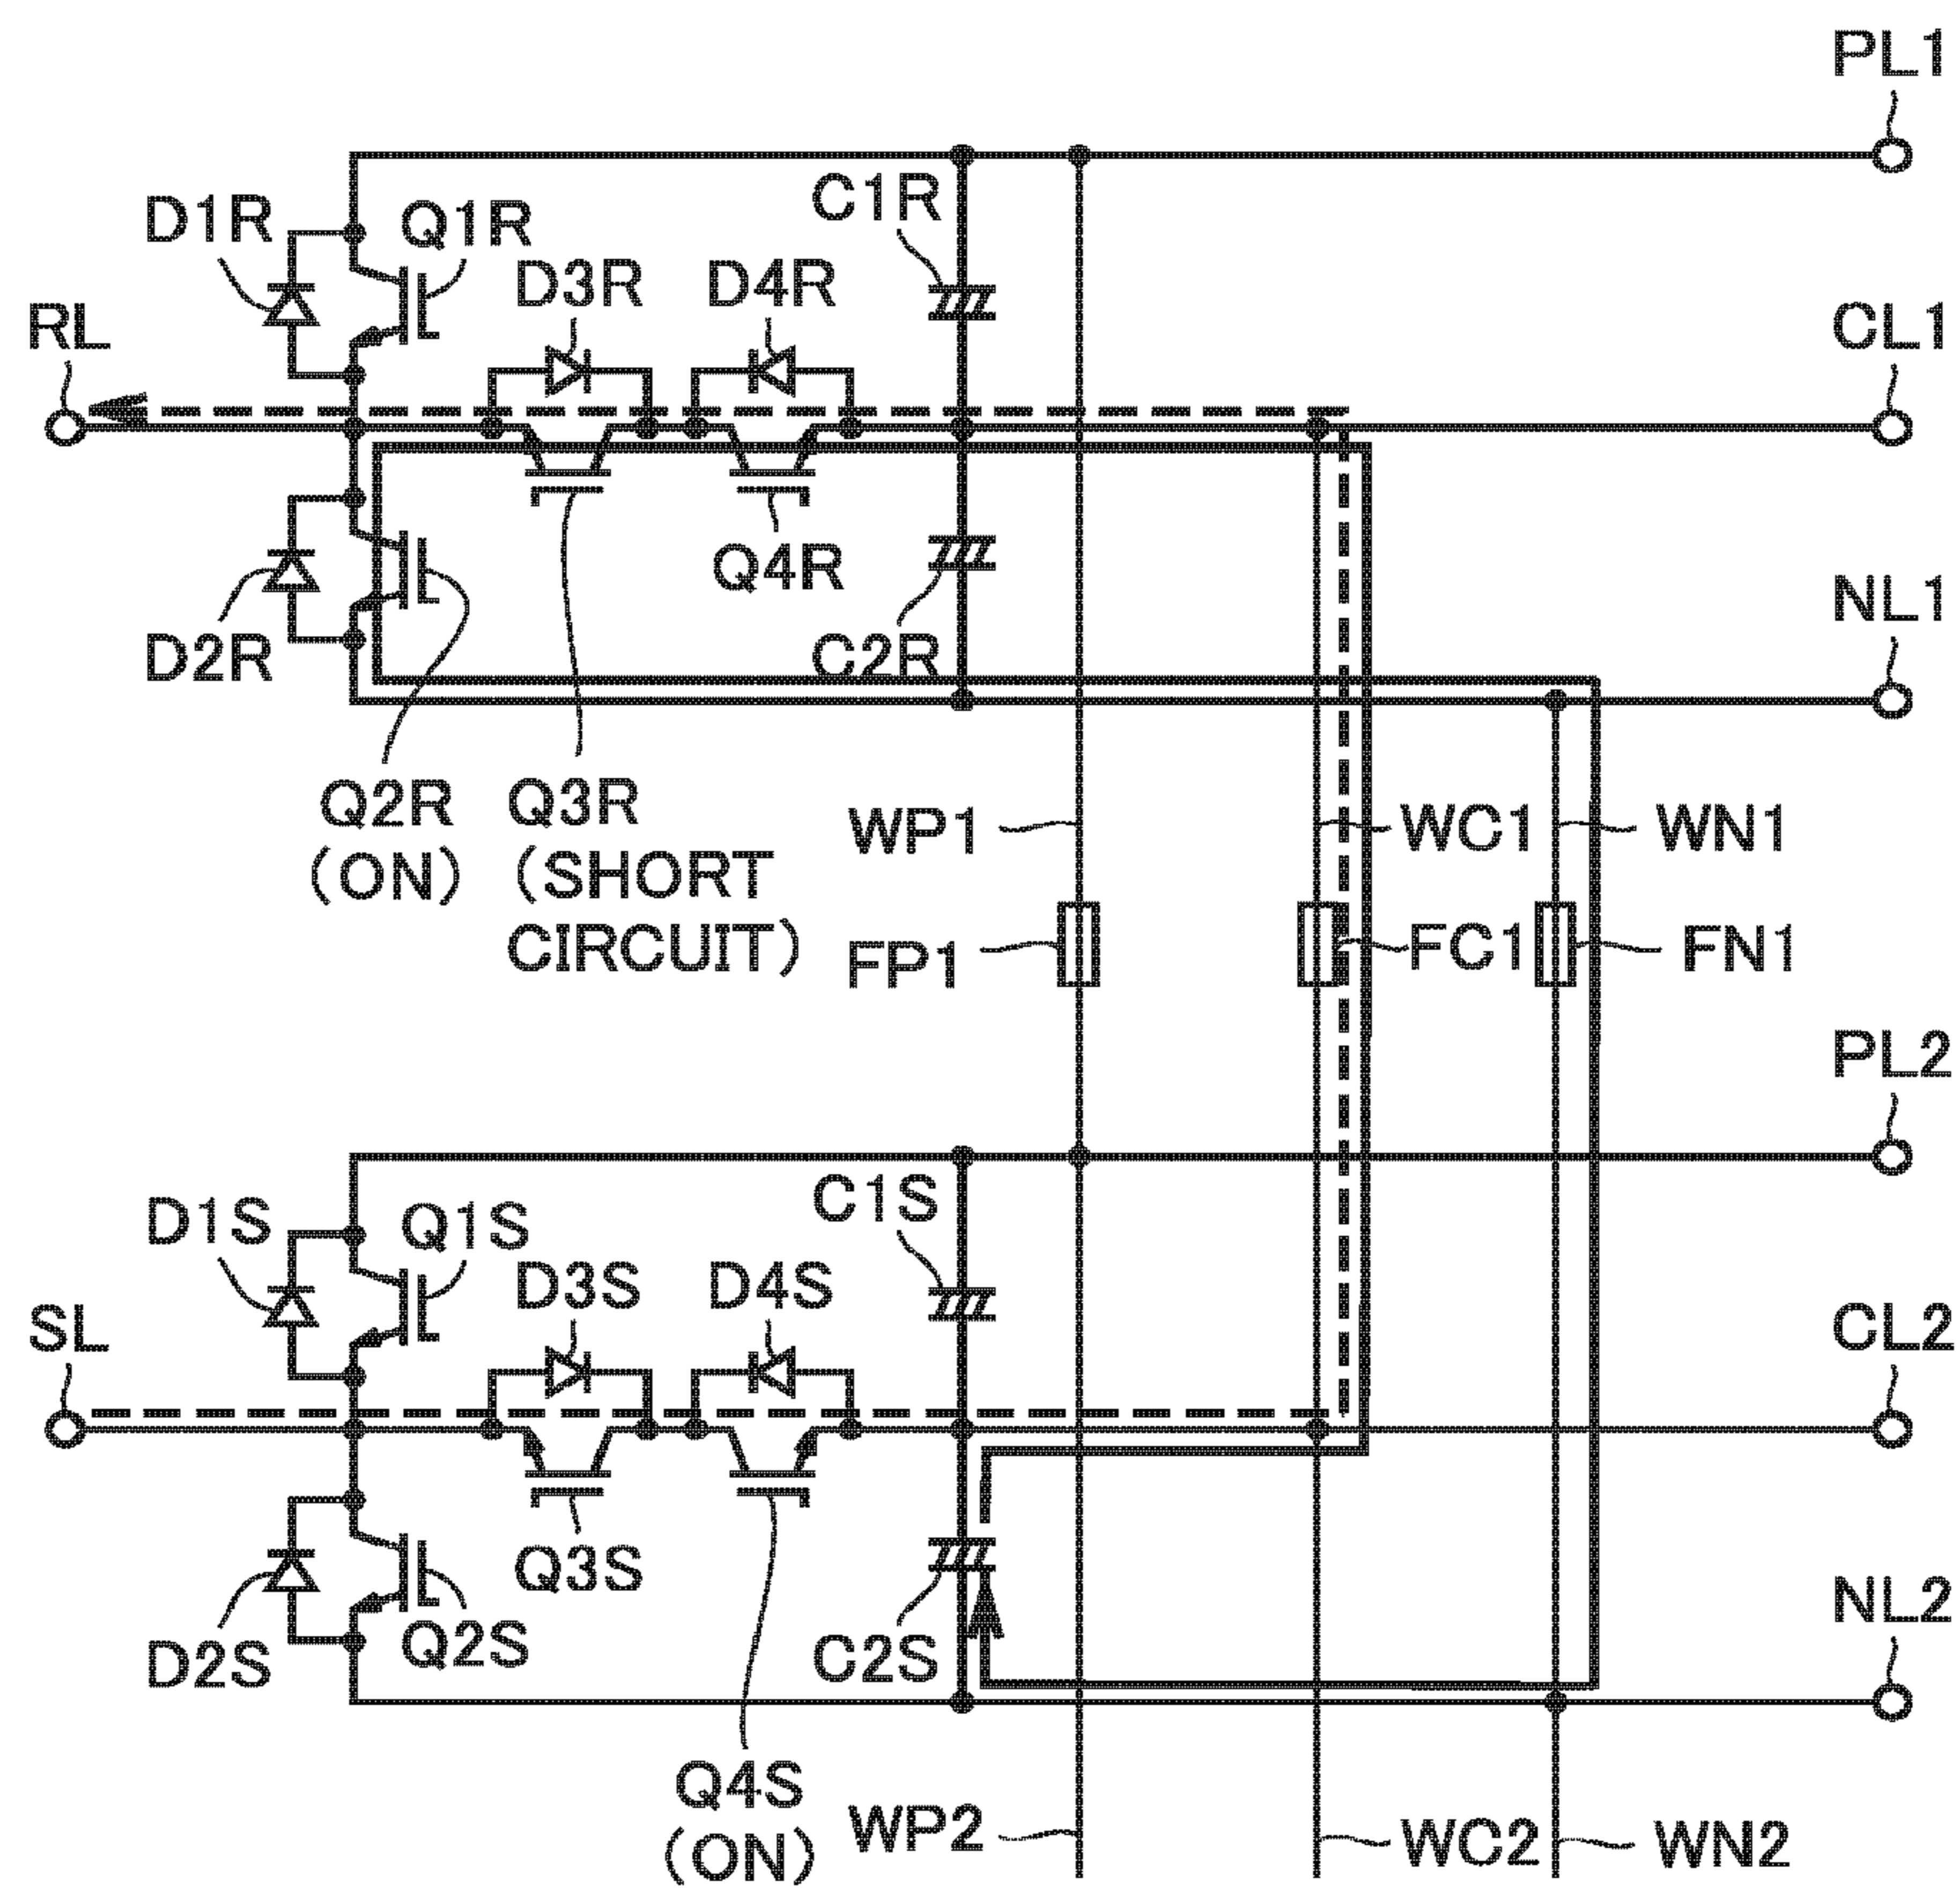 PL1
C1R
D1R
Q1R
D3R
D4R
RL
CL1
Q4R
NL1
D2R
C2R
Q2R
(ON)
Q3R
(SHORT
CIRCUIT)
WP1
WC1
WN1
FP1
FC1
FN1
PL2
C1S
D1S
Q1S
D3S
D4S
SL
CL2
Q3S
NL2
D2S
Q2S
C2S
Q4S
(ON)
WP2
WC2
WN2